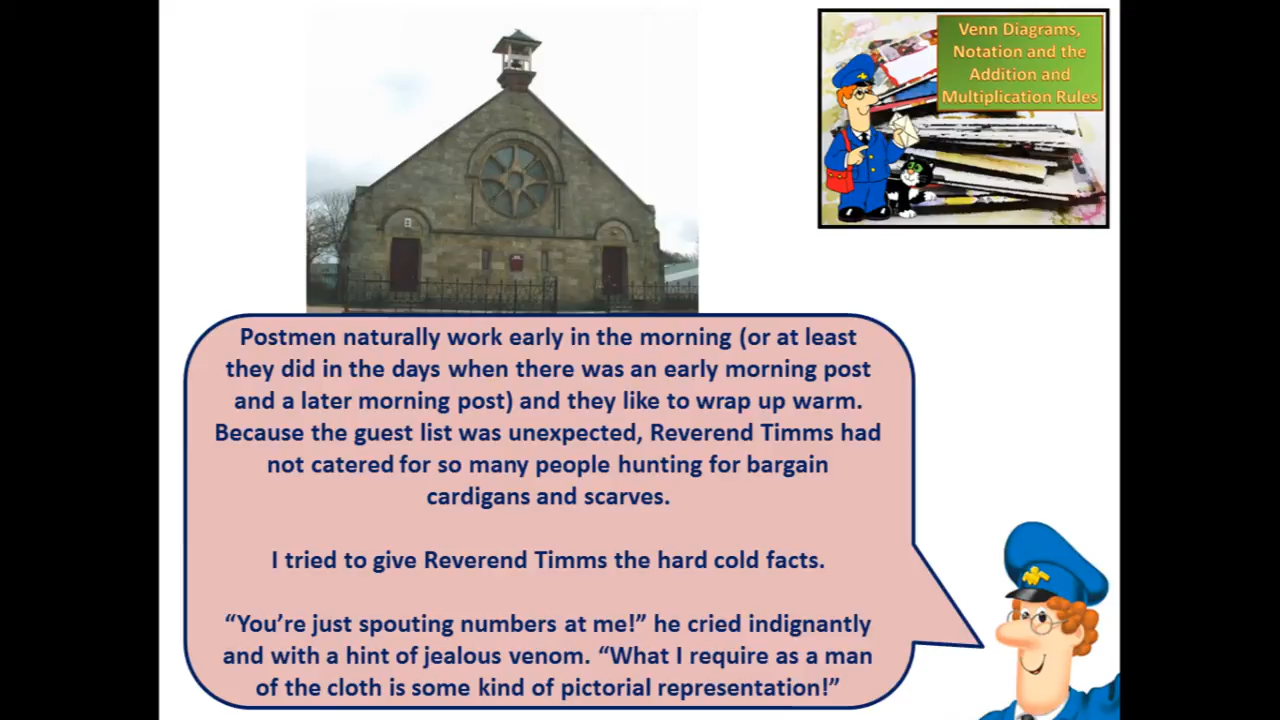 Venn Diagrams,
Notation and the
Addition and
Multiplication Rules
Postmen naturally work early in the morning (or at least
they did in the days when there was an early morning post
and a later morning post) and they like to wrap up warm.
Because the guest list was unexpected, Reverend Timms had
not catered for so many people hunting for bargain
cardigans and scarves.
I tried to give Reverend Timms the hard cold facts.
“You’re just spouting numbers at me!” he cried indignantly
and with a hint of jealous venom. “What I require as a man
of the cloth is some kind of pictorial representation!”